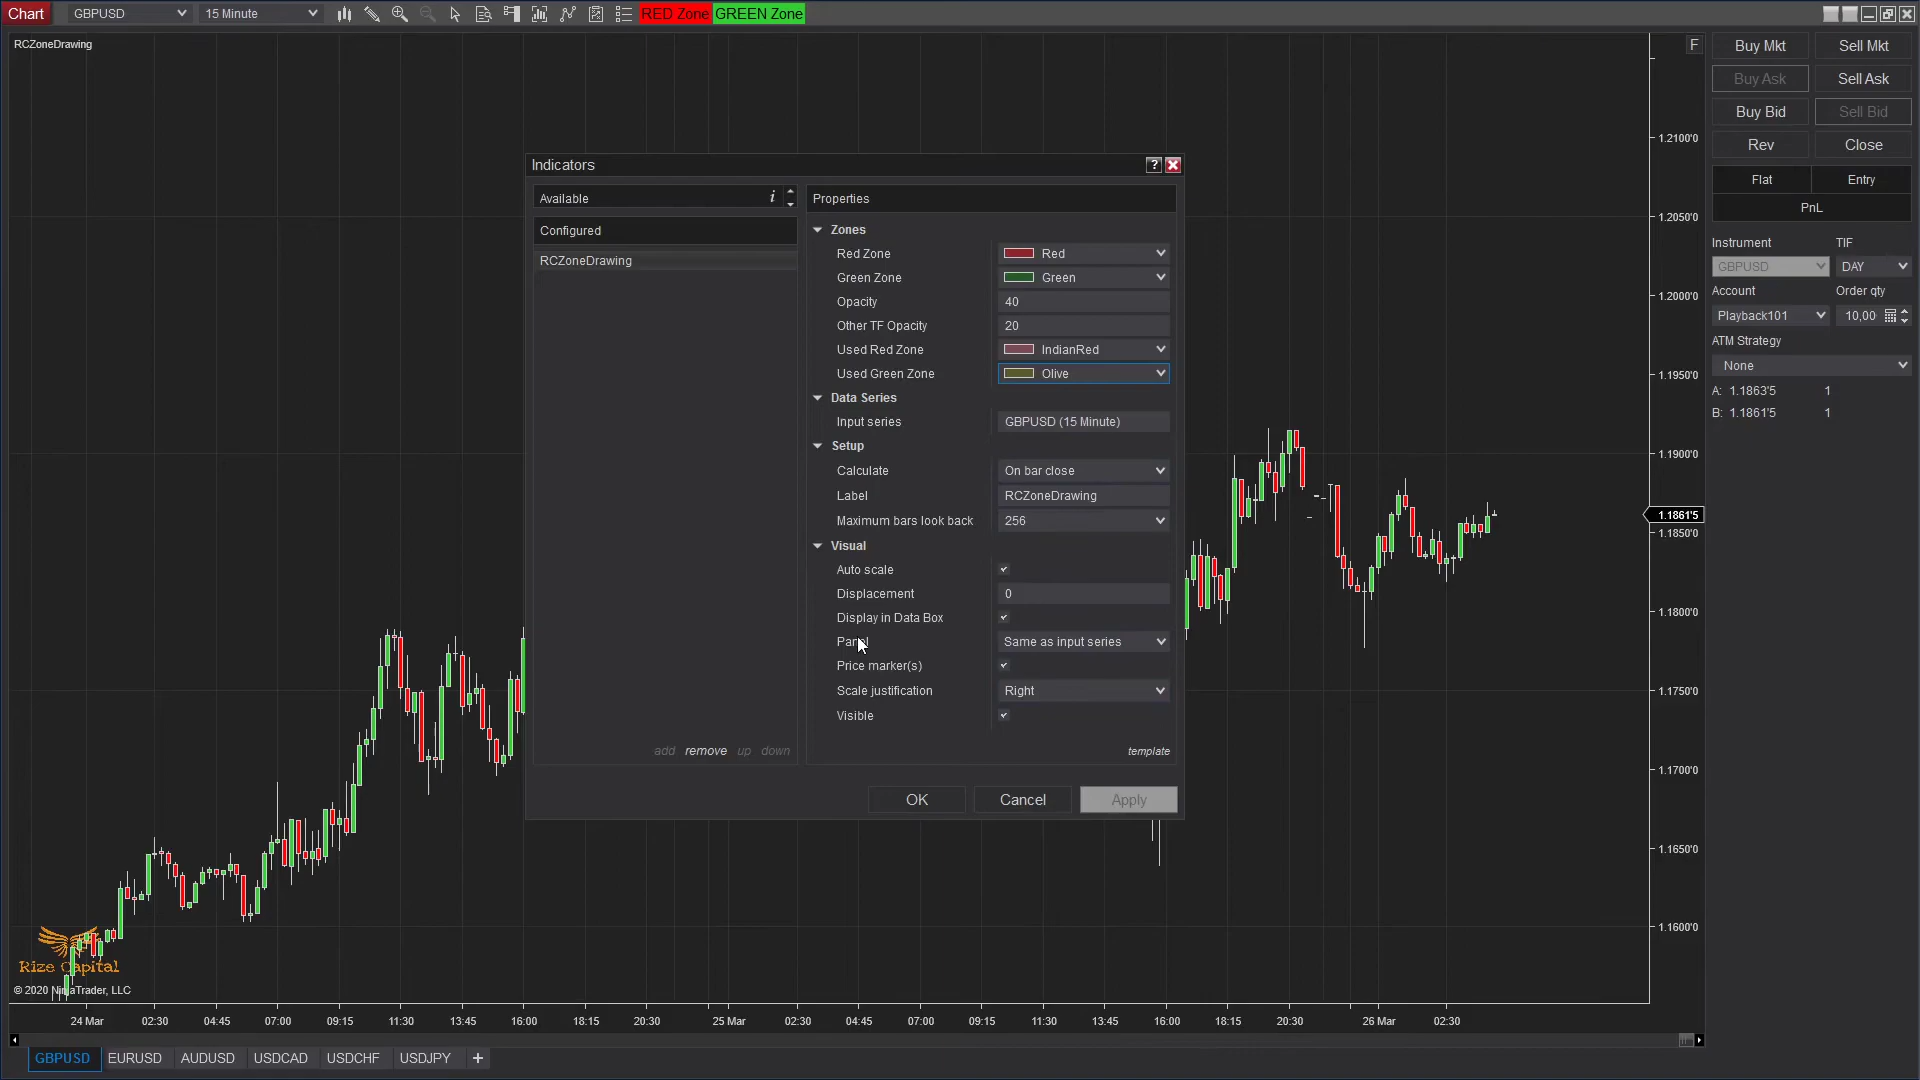 Chart GBPUSD 15 Minute RED Zone GREEN Zone
RCZoneDrawing
F
Buy Mkt Sell Mkt
Buy Ask Sell Ask
Buy Bid Sell Bid
Rev Close
Flat Entry
PnL
Instrument TIF
GBPUSD DAY
Account Order qty
Playback101 10,00
ATM Strategy
None
A: 1.1863'5 1
B: 1.1861'5 1
Indicators ?
Available i
Configured
RCZoneDrawing
add remove up down
Properties
Zones
Red Zone Red
Green Zone Green
Opacity 40
Other TF Opacity 20
Used Red Zone IndianRed
Used Green Zone Olive
Data Series
Input series GBPUSD (15 Minute)
Setup
Calculate On bar close
Label RCZoneDrawing
Maximum bars look back 256
Visual
Auto scale
Displacement 0
Display in Data Box
Panel Same as input series
Price marker(s)
Scale justification Right
Visible
template
OK Cancel Apply
1.2100'0
1.2050'0
1.2000'0
1.1950'0
1.1900'0
1.1861'5
1.1850'0
1.1800'0
1.1750'0
1.1700'0
1.1650'0
1.1600'0
Rize Capital
© 2020 NinjaTrader, LLC
24 Mar 02:30 04:45 07:00 09:15 11:30 13:45 16:00 18:15 20:30 25 Mar 02:30 04:45 07:00 09:15 11:30 13:45 16:00 18:15 20:30 26 Mar 02:30
GBPUSD EURUSD AUDUSD USDCAD USDCHF USDJPY +